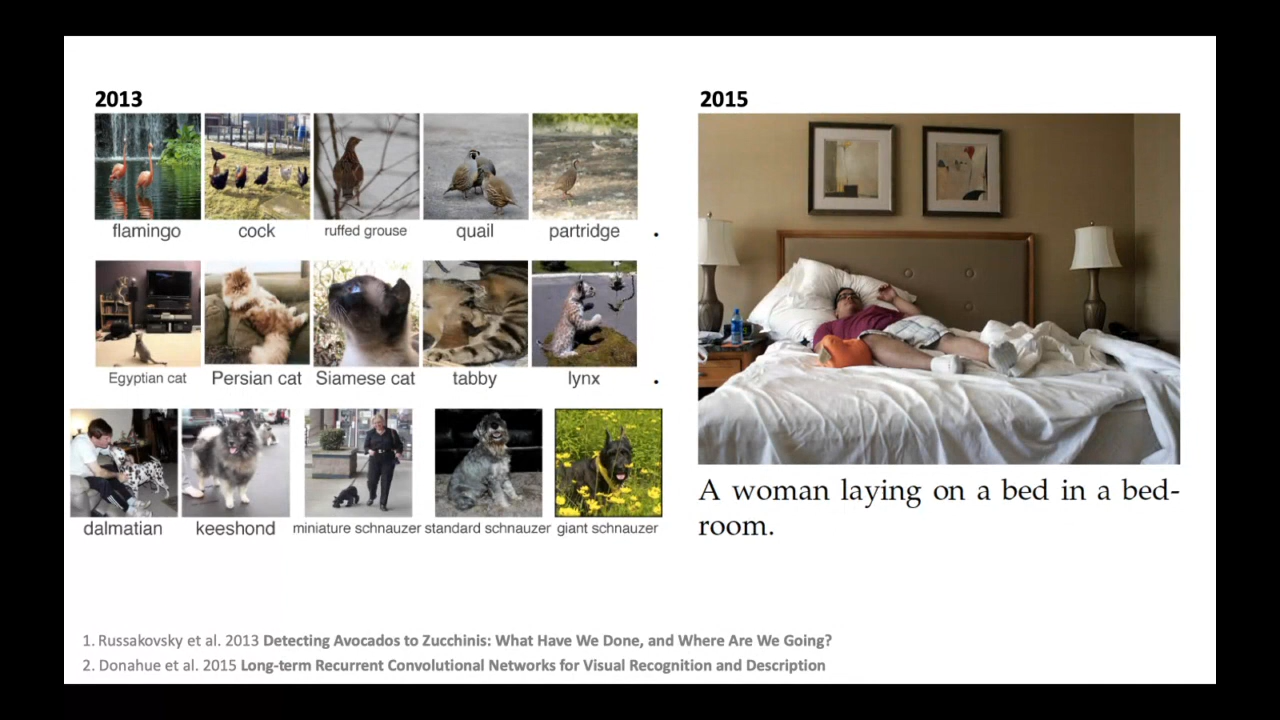 2013
flamingo cock ruffed grouse quail partridge .
Egyptian cat Persian cat Siamese cat tabby lynx .
dalmatian keeshond miniature schnauzer standard schnauzer giant schnauzer
2015
A woman laying on a bed in a bed-
room.
1. Russakovsky et al. 2013 Detecting Avocados to Zucchinis: What Have We Done, and Where Are We Going?
2. Donahue et al. 2015 Long-term Recurrent Convolutional Networks for Visual Recognition and Description